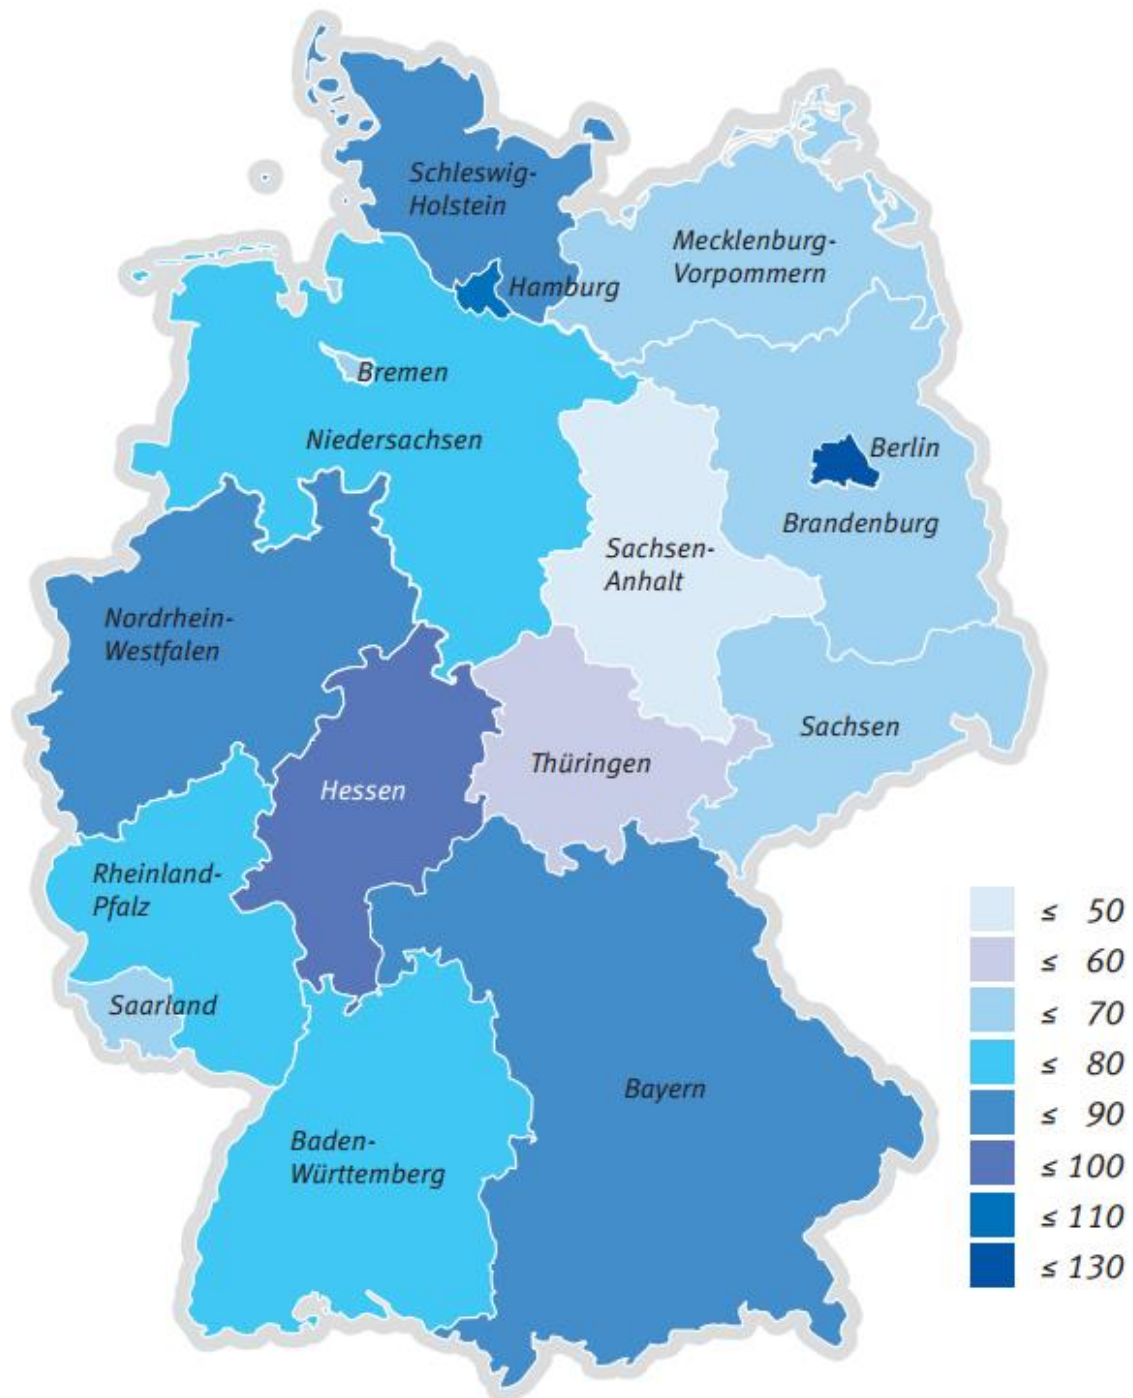 Schleswig-
Holstein
Mecklenburg-
Vorpommern
Hamburg
Bremen
Niedersachsen
Berlin
Brandenburg
Sachsen-
Anhalt
Nordrhein-
Westfalen
Sachsen
Thüringen
Hessen
Rheinland-
Pfalz
Saarland
Bayern
Baden-
Württemberg
≤ 50
≤ 60
≤ 70
≤ 80
≤ 90
≤ 100
≤ 110
≤ 130